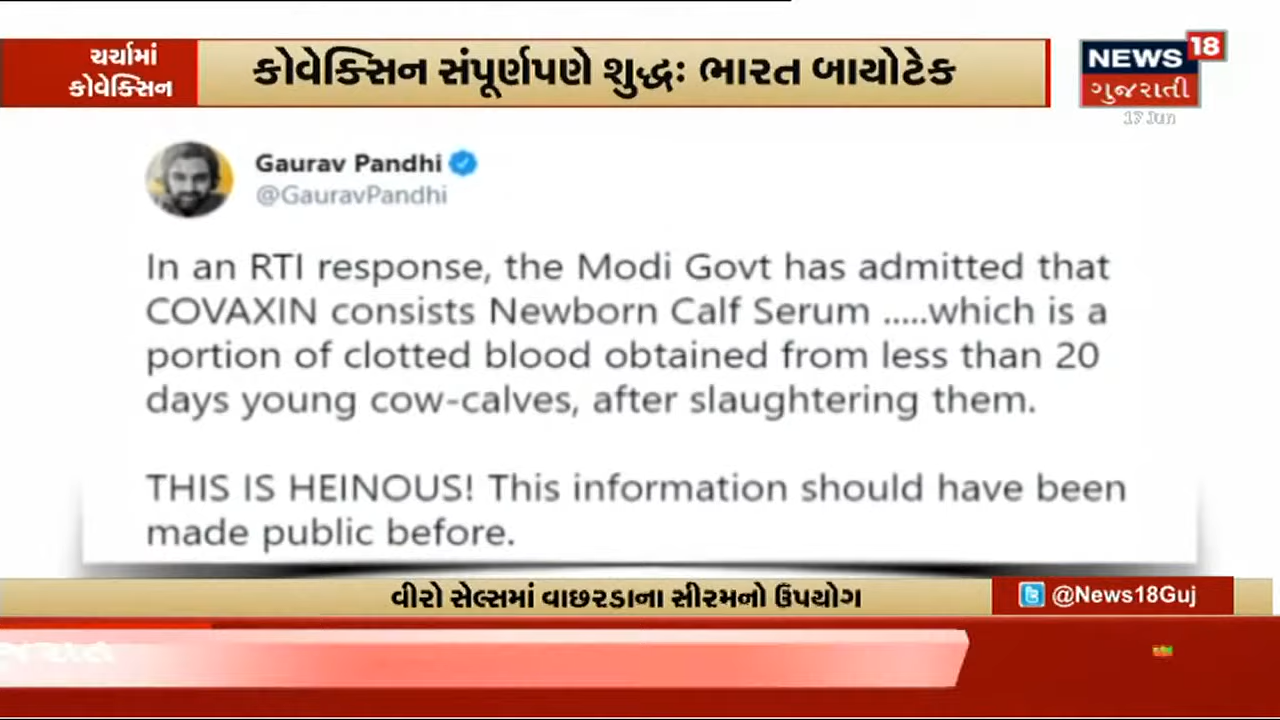 ચર્ચામાં
કોવેક્સિન
કોવેક્સિન સંપૂર્ણપણે શુદ્ધઃ ભારત બાયોટેક
NEWS 18
ગુજરાતી
17 Jun
Gaurav Pandhi
@GauravPandhi
In an RTI response, the Modi Govt has admitted that
COVAXIN consists Newborn Calf Serum .....which is a
portion of clotted blood obtained from less than 20
days young cow-calves, after slaughtering them.
THIS IS HEINOUS! This information should have been
made public before.
વીરો સેલ્સમાં વાછરડાના સીરમનો ઉપયોગ
@News18Guj